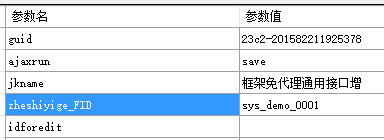 参数名 参数值
guid 23c2-201582211925378
ajaxrun save
jkname 框架免代理通用接口增
zheshiyige_FID sys_demo_0001
idforedit